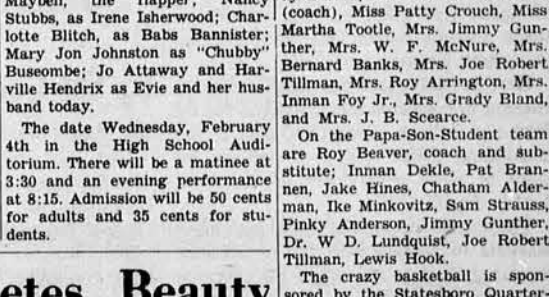 Stubbs, as Irene Isherwood; Char-
lotte Blitch, as Babs Bannister;
Mary Jon Johnston as "Chubby"
Buseombe; Jo Attaway and Har-
ville Hendrix as Evie and her hus-
band today.
The date Wednesday, February
4th in the High School Audi-
torium. There will be a matinee at
3:30 and an evening performance
at 8:15. Admission will be 50 cents
for adults and 35 cents for stu-
dents.
etes Beauty
(coach), Miss Patty Crouch, Miss
Martha Tootle, Mrs. Jimmy Gun-
ther, Mrs. W. F. McNure, Mrs.
Bernard Banks, Mrs. Joe Robert
Tillman, Mrs. Roy Arrington, Mrs.
Inman Foy Jr., Mrs. Grady Bland,
and Mrs. J. B. Scearce.
On the Papa-Son-Student team
are Roy Beaver, coach and sub-
stitute; Inman Dekle, Pat Bran-
nen, Jake Hines, Chatham Alder-
man, Ike Minkovitz, Sam Strauss,
Pinky Anderson, Jimmy Gunther,
Dr. W D. Lundquist, Joe Robert
Tillman, Lewis Hook.
The crazy basketball is spon-
sored by the Statesboro Quarter-